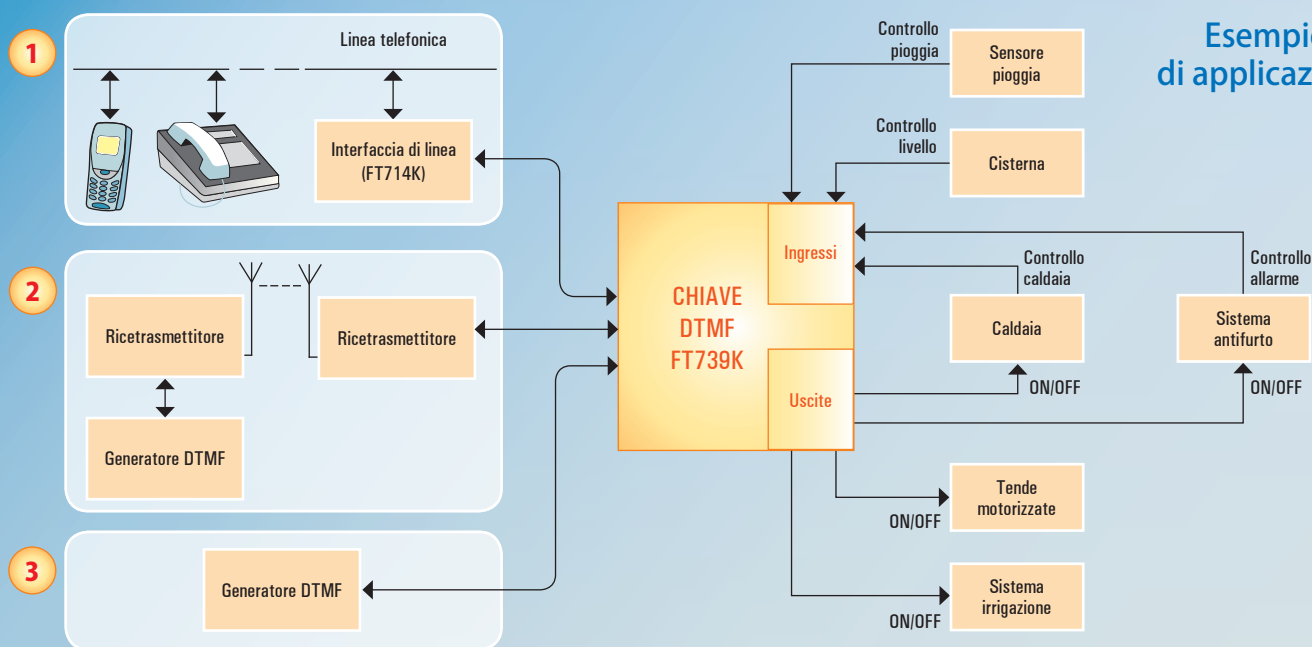 Esempio
di applicaz
1
Linea telefonica
Interfaccia di linea
(FT714K)
2
Ricetrasmettitore
Ricetrasmettitore
Generatore DTMF
3
Generatore DTMF
CHIAVE
DTMF
FT739K
Ingressi
Uscite
Controllo
pioggia
Sensore
pioggia
Controllo
livello
Cisterna
Controllo
caldaia
Caldaia
ON/OFF
Controllo
allarme
Sistema
antifurto
ON/OFF
Tende
motorizzate
ON/OFF
Sistema
irrigazione
ON/OFF